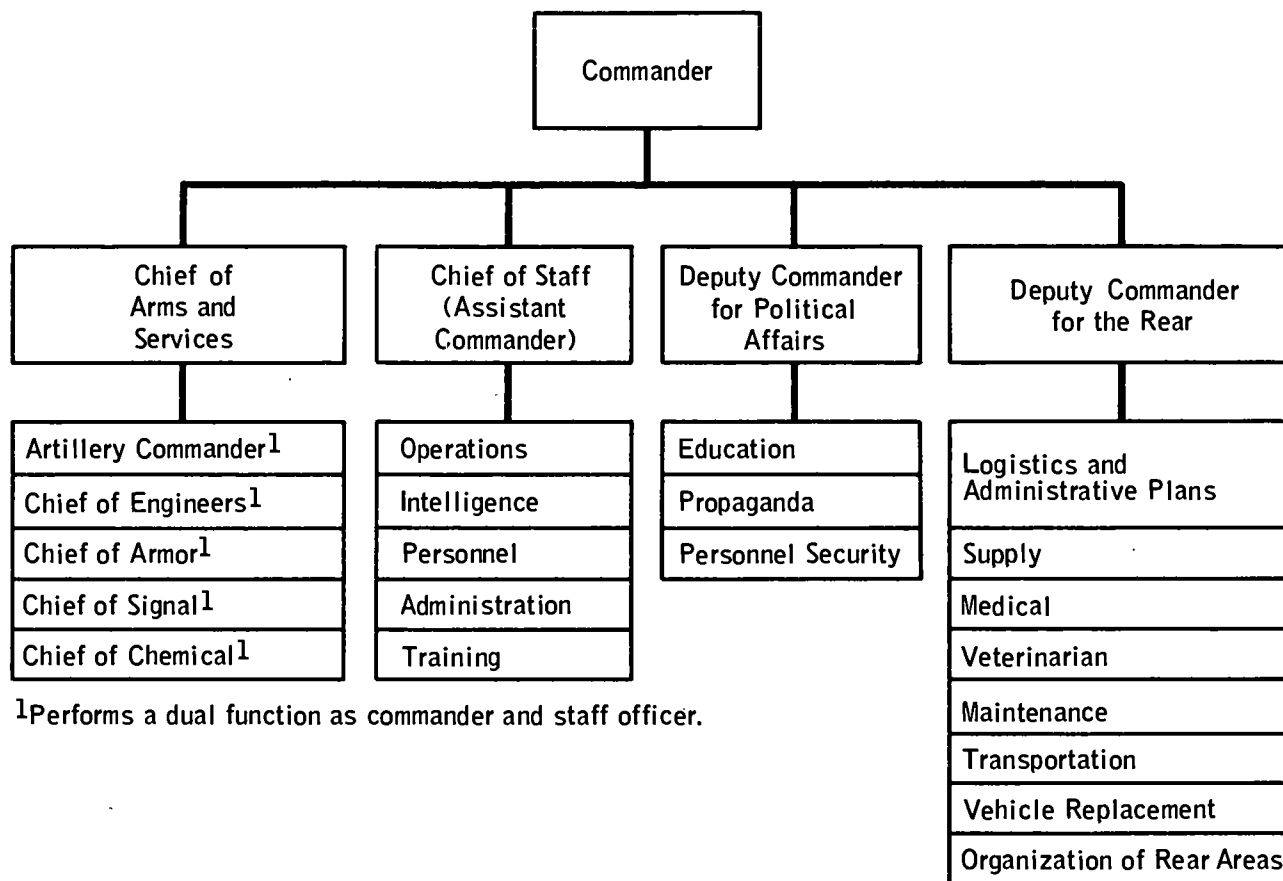 Commander
Chief of
Arms and
Services
Chief of Staff
(Assistant
Commander)
Deputy Commander
for Political
Affairs
Deputy Commander
for the Rear
Artillery Commander1
Chief of Engineers1
Chief of Armor1
Chief of Signal1
Chief of Chemical1
Operations
Intelligence
Personnel
Administration
Training
Education
Propaganda
Personnel Security
Logistics and
Administrative Plans
Supply
Medical
Veterinarian
Maintenance
Transportation
Vehicle Replacement
Organization of Rear Areas
1Performs a dual function as commander and staff officer.